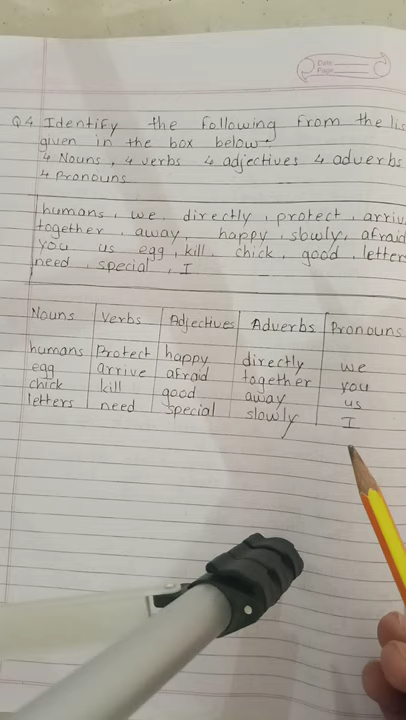 Date
Page
Q4 Identify the following from the lis
given in the box below
4 Nouns, 4 verbs 4 adjectives 4 adverbs
4 Pronouns
humans, we, directly, protect, arriv
together, away, happy, slowly, afraid
you us egg, kill, chick, good, letter
need, special, I
Nouns Verbs Adjectives Adverbs Pronouns
humans Protect happy directly we
egg arrive afraid together you
chick kill good away us
letters need special slowly I